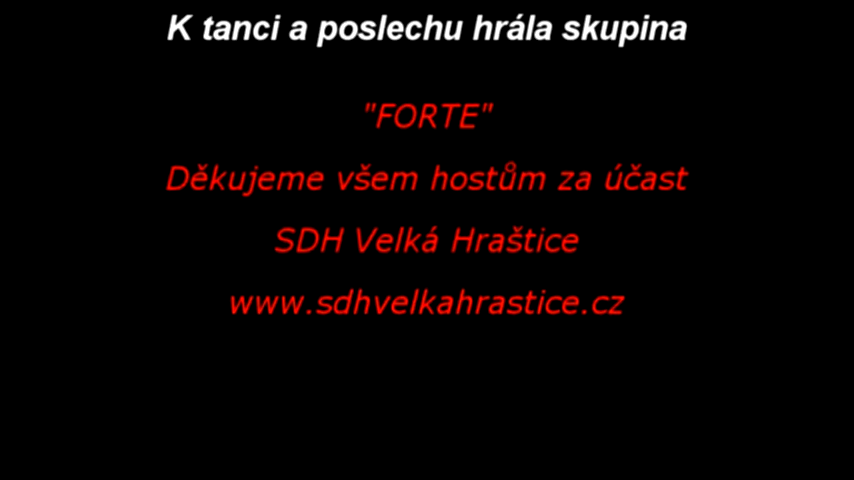 K tanci a poslechu hrála skupina
"FORTE"
Děkujeme všem hostům za účast
SDH Velká Hraštice
www.sdhvelkahrastice.cz